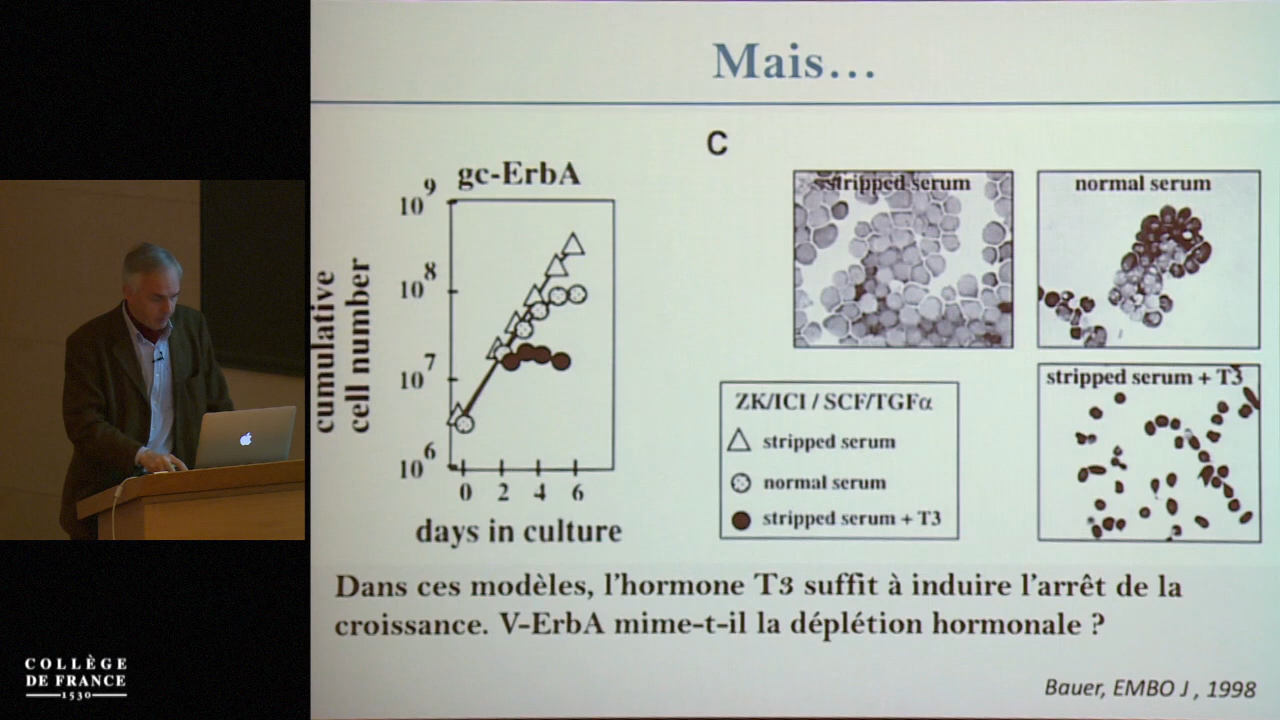 Mais…
C
gc-ErbA
10 9
10 8
10 7
10 6
cumulative
cell number
0 2 4 6
days in culture
stripped serum
normal serum
stripped serum + T3
ZK/ICI / SCF/TGFα
stripped serum
normal serum
stripped serum + T3
Dans ces modèles, l'hormone T3 suffit à induire l'arrêt de la
croissance. V-ErbA mime-t-il la déplétion hormonale ?
Bauer, EMBO J , 1998
COLLÈGE
DE FRANCE
1530